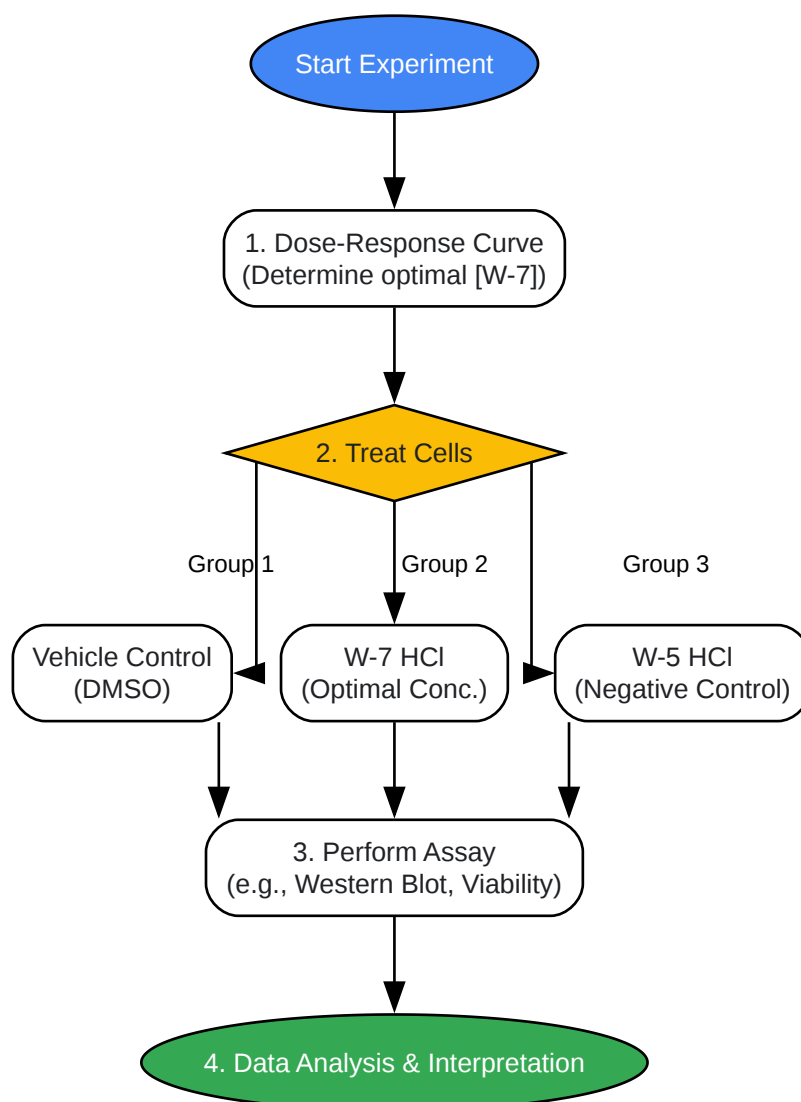 Start Experiment
1. Dose-Response Curve
(Determine optimal [W-7])
2. Treat Cells
Group 1
Group 2
Group 3
Vehicle Control
(DMSO)
W-7 HCl
(Optimal Conc.)
W-5 HCl
(Negative Control)
3. Perform Assay
(e.g., Western Blot, Viability)
4. Data Analysis & Interpretation